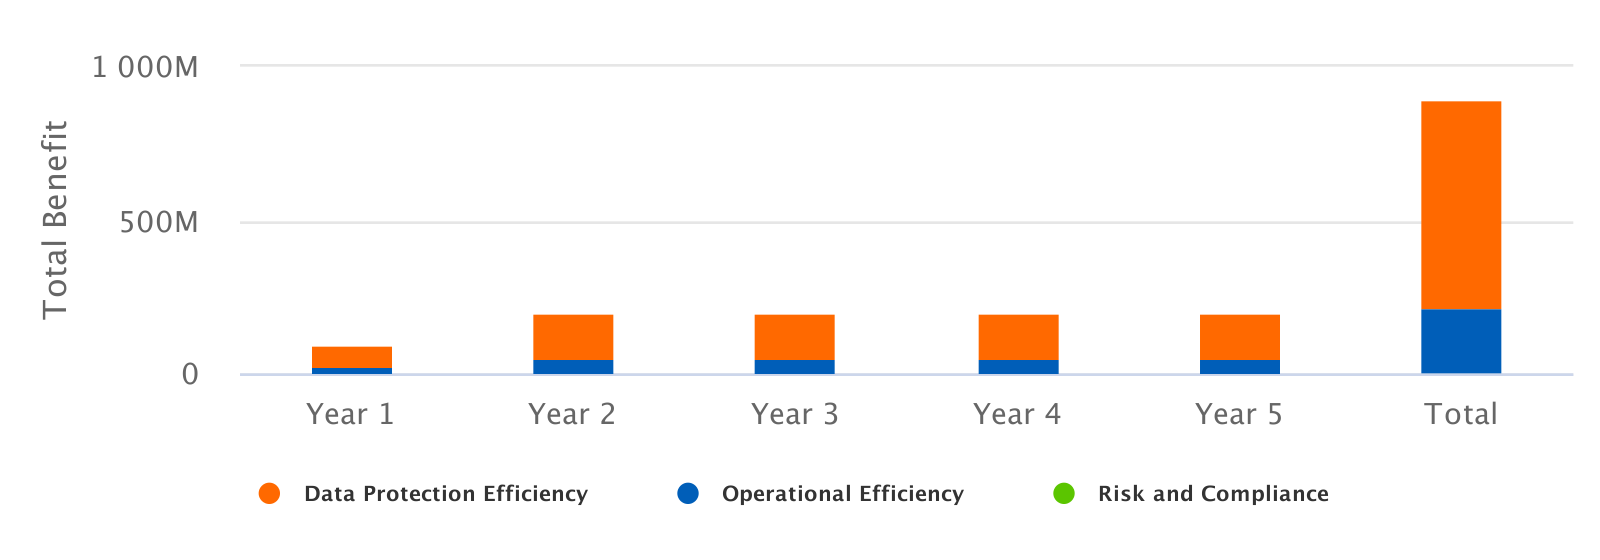 Total Benefit
1 000M
500M
0
Year 1 Year 2 Year 3 Year 4 Year 5 Total
Data Protection Efficiency Operational Efficiency Risk and Compliance